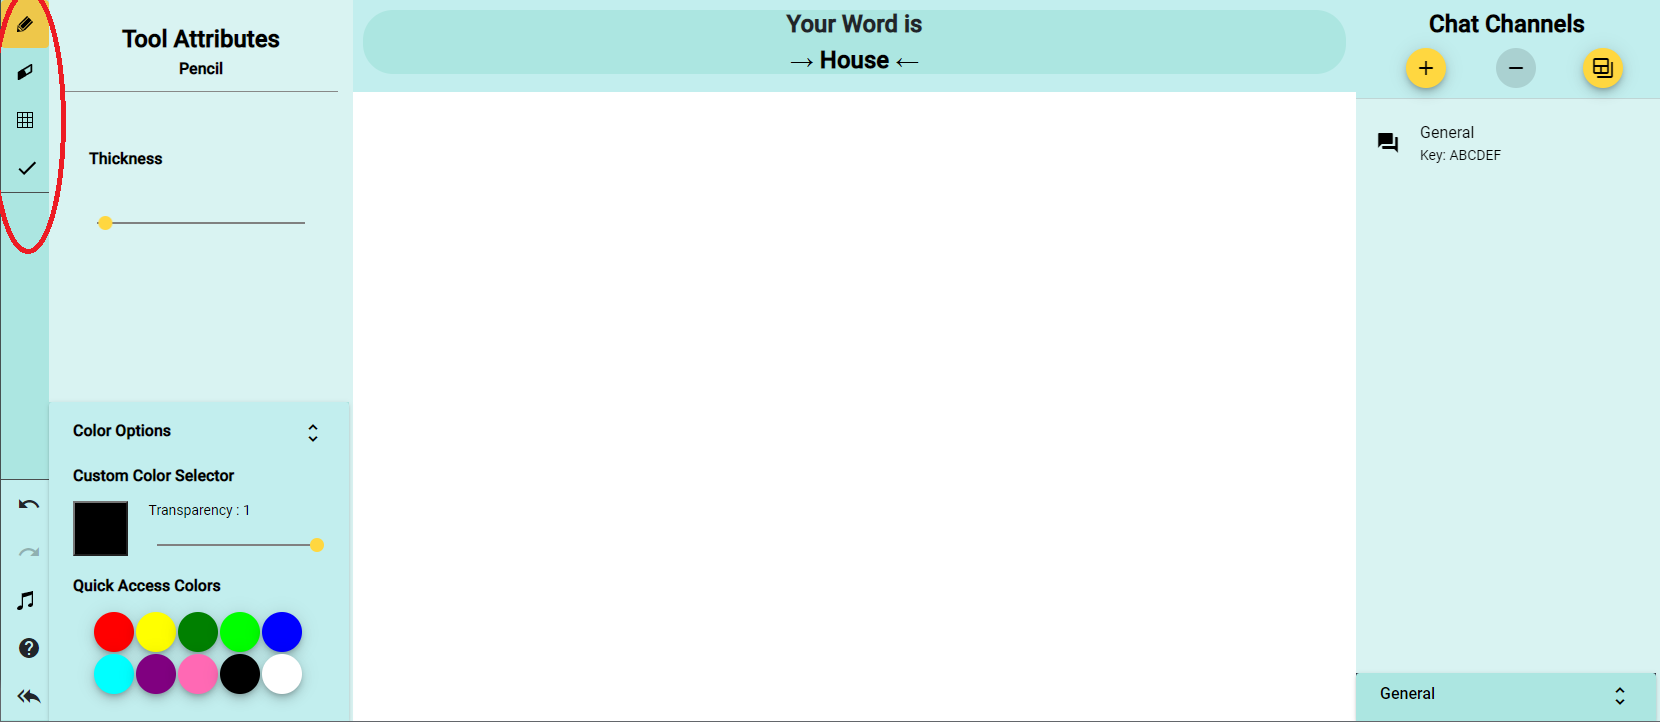 Tool Attributes
Pencil
Thickness
Color Options
Custom Color Selector
Transparency : 1
Quick Access Colors
Your Word is
→ House ←
Chat Channels
General
Key: ABCDEF
General